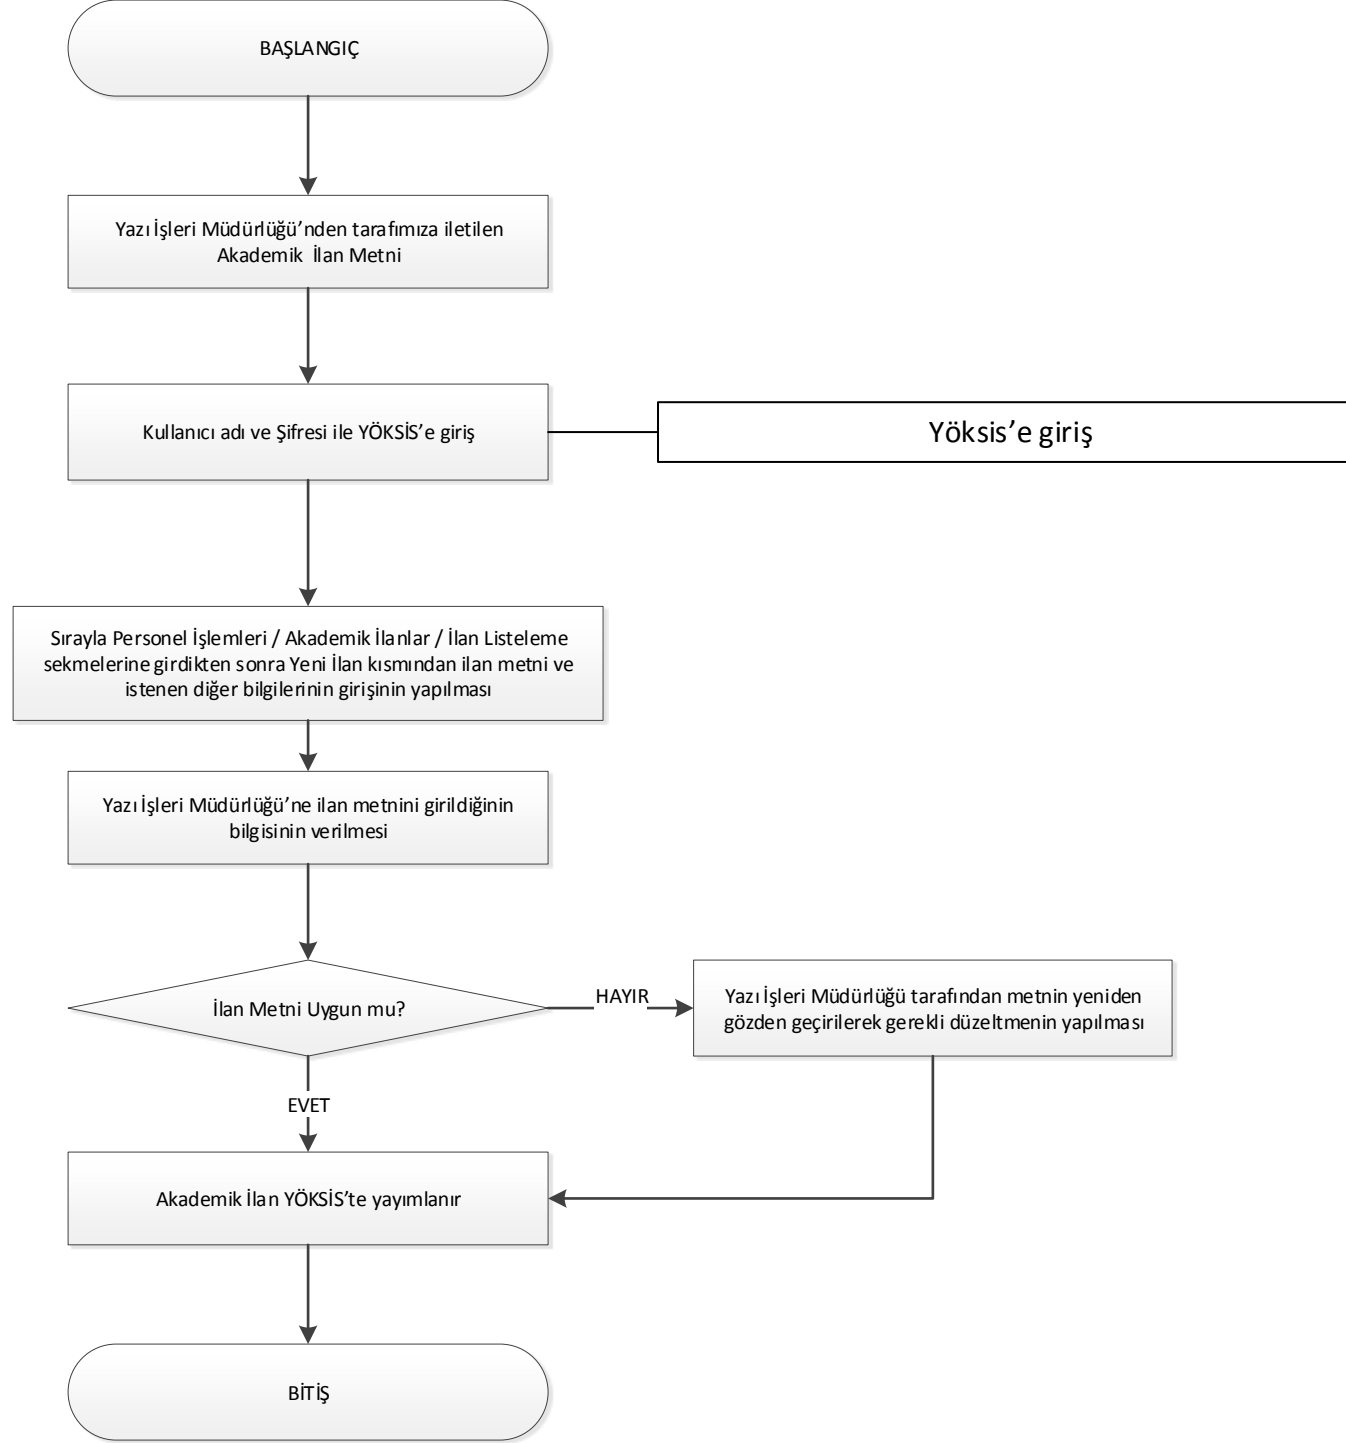 BAŞLANGIÇ
Yazı İşleri Müdürlüğü’nden tarafımıza iletilen
Akademik İlan Metni
Kullanıcı adı ve Şifresi ile YÖKSİS’e giriş
Yöksis’e giriş
Sırayla Personel İşlemleri / Akademik İlanlar / İlan Listeleme
sekmelerine girdikten sonra Yeni İlan kısmından ilan metni ve
istenen diğer bilgilerinin girişinin yapılması
Yazı İşleri Müdürlüğü’ne ilan metnini girildiğinin
bilgisinin verilmesi
İlan Metni Uygun mu?
HAYIR
Yazı İşleri Müdürlüğü tarafından metnin yeniden
gözden geçirilerek gerekli düzeltmenin yapılması
EVET
Akademik İlan YÖKSİS’te yayımlanır
BİTİŞ